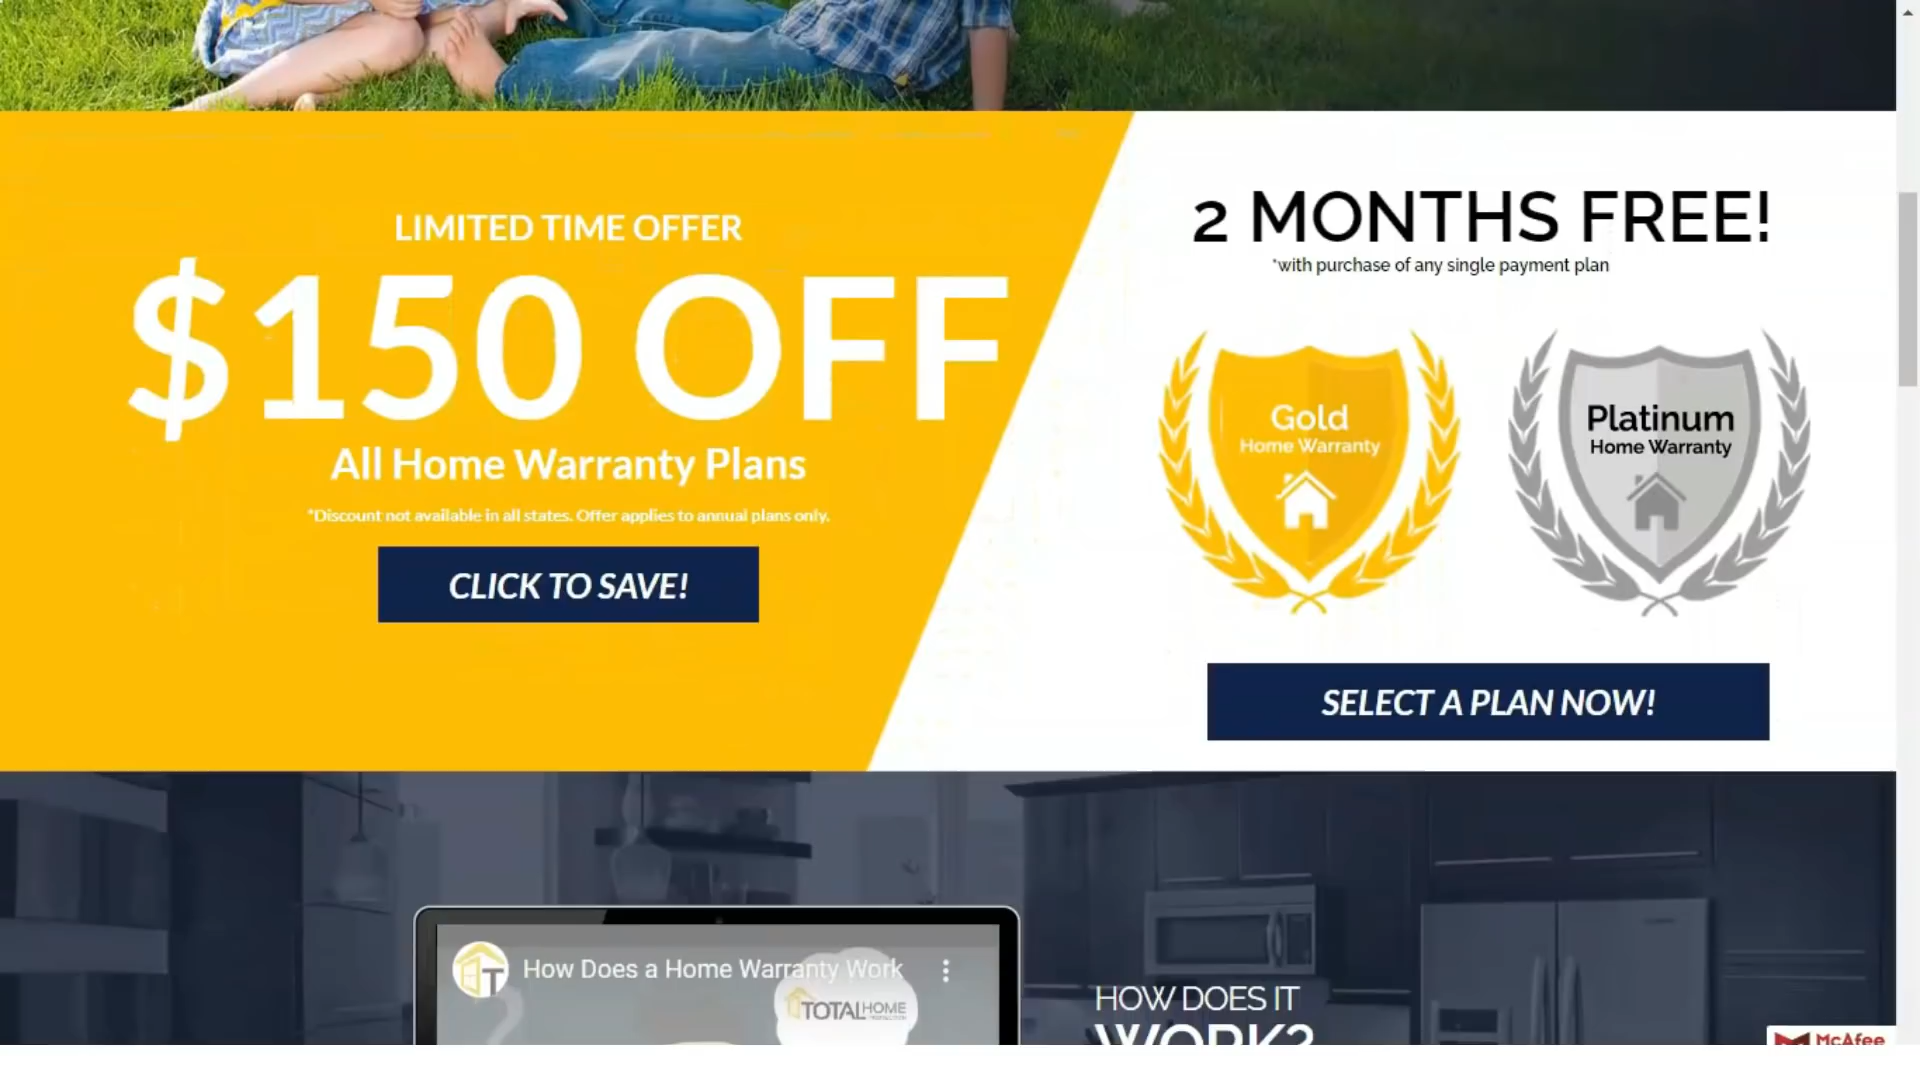 LIMITED TIME OFFER
$150 OFF
All Home Warranty Plans
*Discount not available in all states. Offer applies to annual plans only.
CLICK TO SAVE!
2 MONTHS FREE!
*with purchase of any single payment plan
Gold
Home Warranty
Platinum
Home Warranty
SELECT A PLAN NOW!
T
How Does a Home Warranty Work
TOTALHOME
HOW DOES IT
WORK?
McAfee